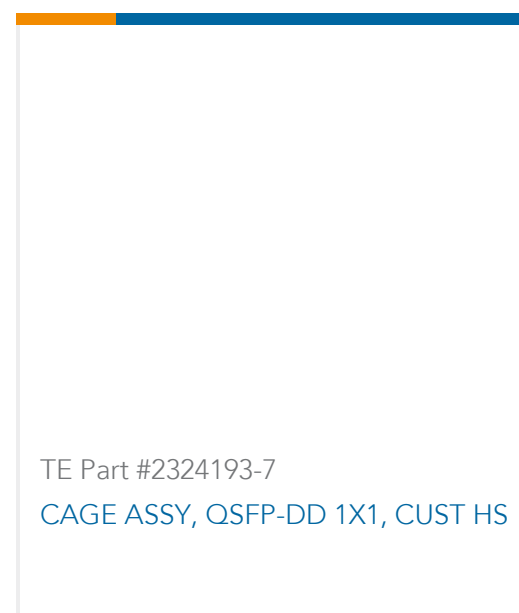 TE Part #2324193-7
CAGE ASSY, QSFP-DD 1X1, CUST HS